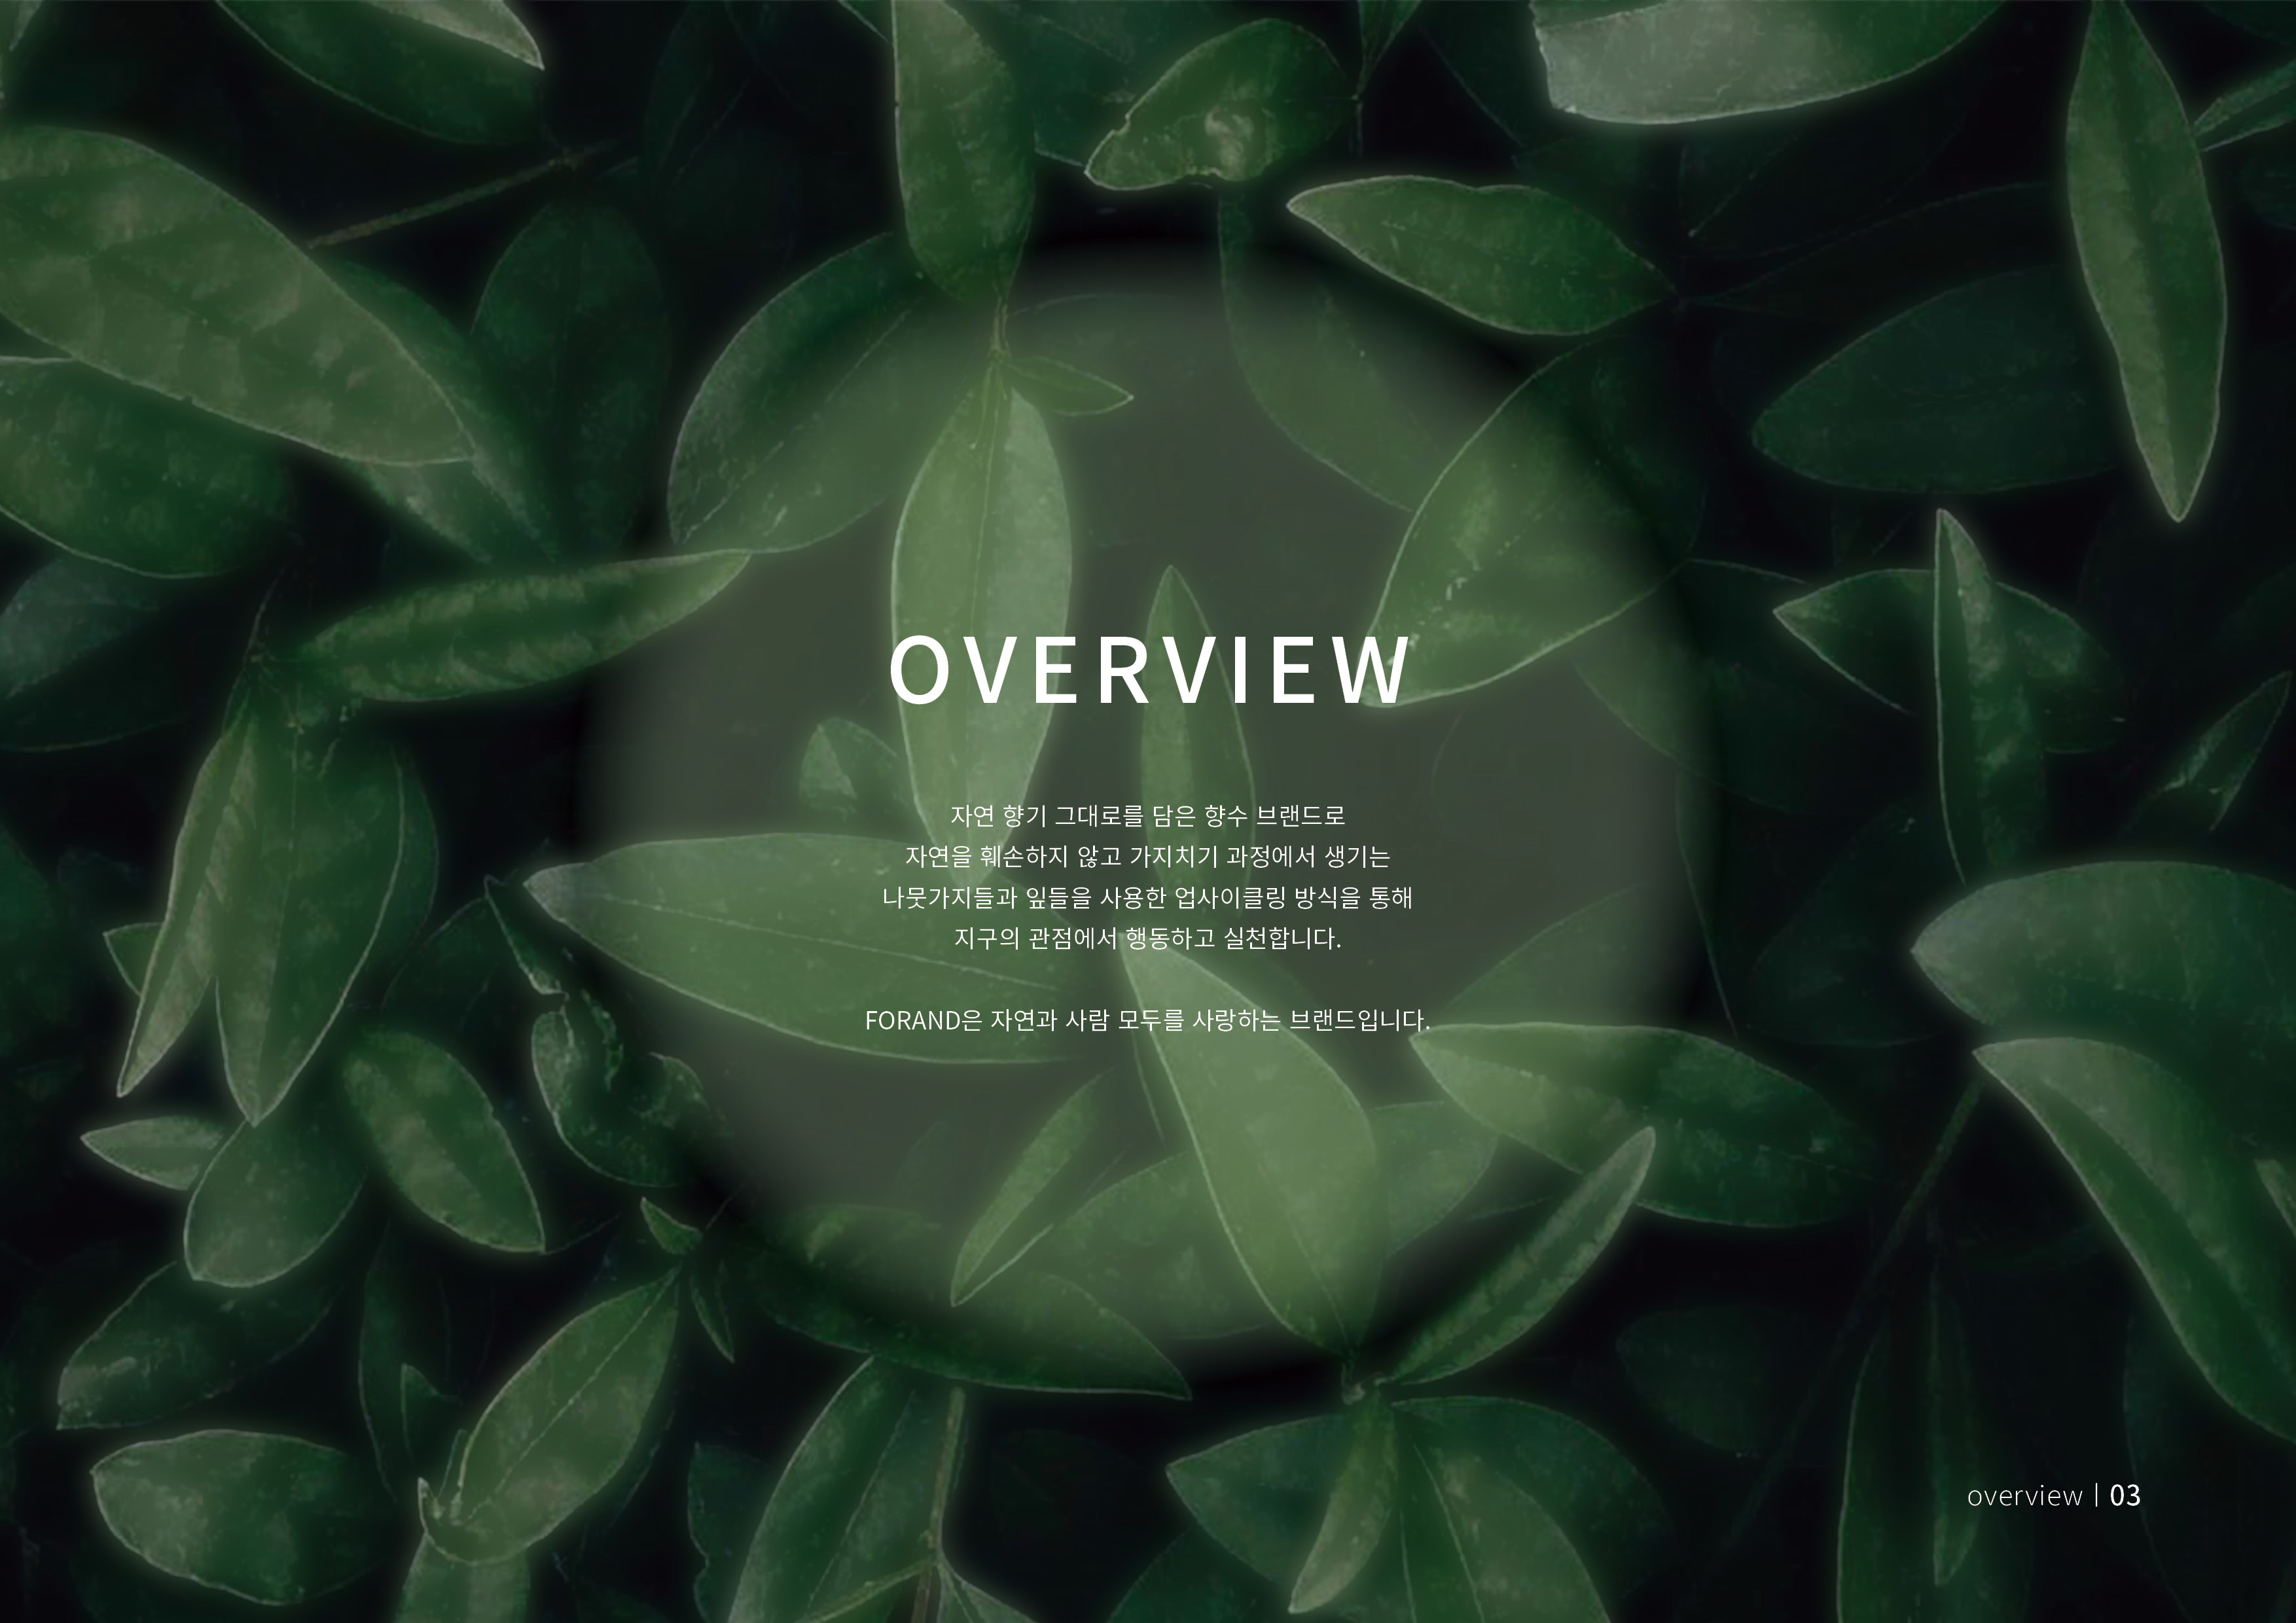 OVERVIEW
자연 향기 그대로를 담은 향수 브랜드로
자연을 훼손하지 않고 가지치기 과정에서 생기는
나뭇가지들과 잎들을 사용한 업사이클링 방식을 통해
지구의 관점에서 행동하고 실천합니다.
FORAND은 자연과 사람 모두를 사랑하는 브랜드입니다.
overview | 03